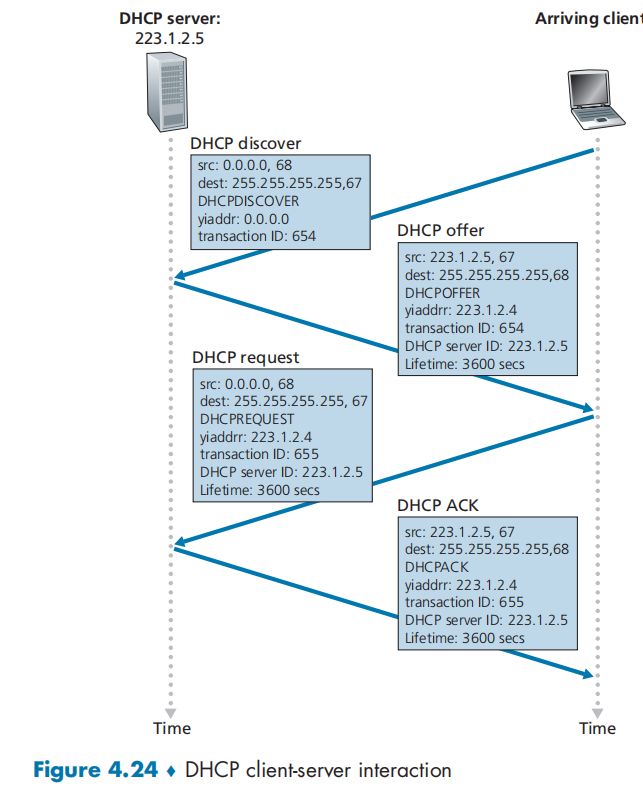 DHCP server:
223.1.2.5
Arriving client
DHCP discover
src: 0.0.0.0, 68
dest: 255.255.255.255,67
DHCPDISCOVER
yiaddr: 0.0.0.0
transaction ID: 654
DHCP offer
src: 223.1.2.5, 67
dest: 255.255.255.255,68
DHCPOFFER
yiaddrr: 223.1.2.4
transaction ID: 654
DHCP server ID: 223.1.2.5
Lifetime: 3600 secs
DHCP request
src: 0.0.0.0, 68
dest: 255.255.255.255, 67
DHCPREQUEST
yiaddrr: 223.1.2.4
transaction ID: 655
DHCP server ID: 223.1.2.5
Lifetime: 3600 secs
DHCP ACK
src: 223.1.2.5, 67
dest: 255.255.255.255,68
DHCPACK
yiaddrr: 223.1.2.4
transaction ID: 655
DHCP server ID: 223.1.2.5
Lifetime: 3600 secs
Time
Time
Figure 4.24 ♦ DHCP client-server interaction